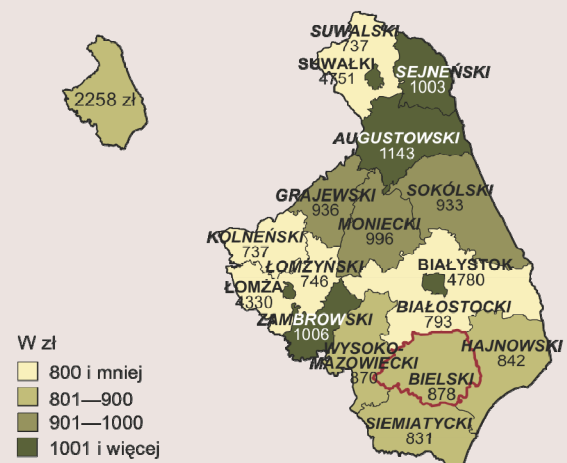 SUWALSKI
737
SUWAŁKI
4751
SEJNEŃSKI
1003
2258 zł
AUGUSTOWSKI
1143
GRAJEWSKI
936
SOKÓLSKI
933
MONIECKI
996
KOLNEŃSKI
737
ŁOMŻYŃSKI
746
BIAŁYSTOK
4780
ŁOMŻA
4330
BIAŁOSTOCKI
793
ZAMBROWSKI
1006
HAJNOWSKI
842
WYSOKO-
MAZOWIECKI
870
BIELSKI
878
SIEMIATYCKI
831
W zł
800 i mniej
801—900
901—1000
1001 i więcej